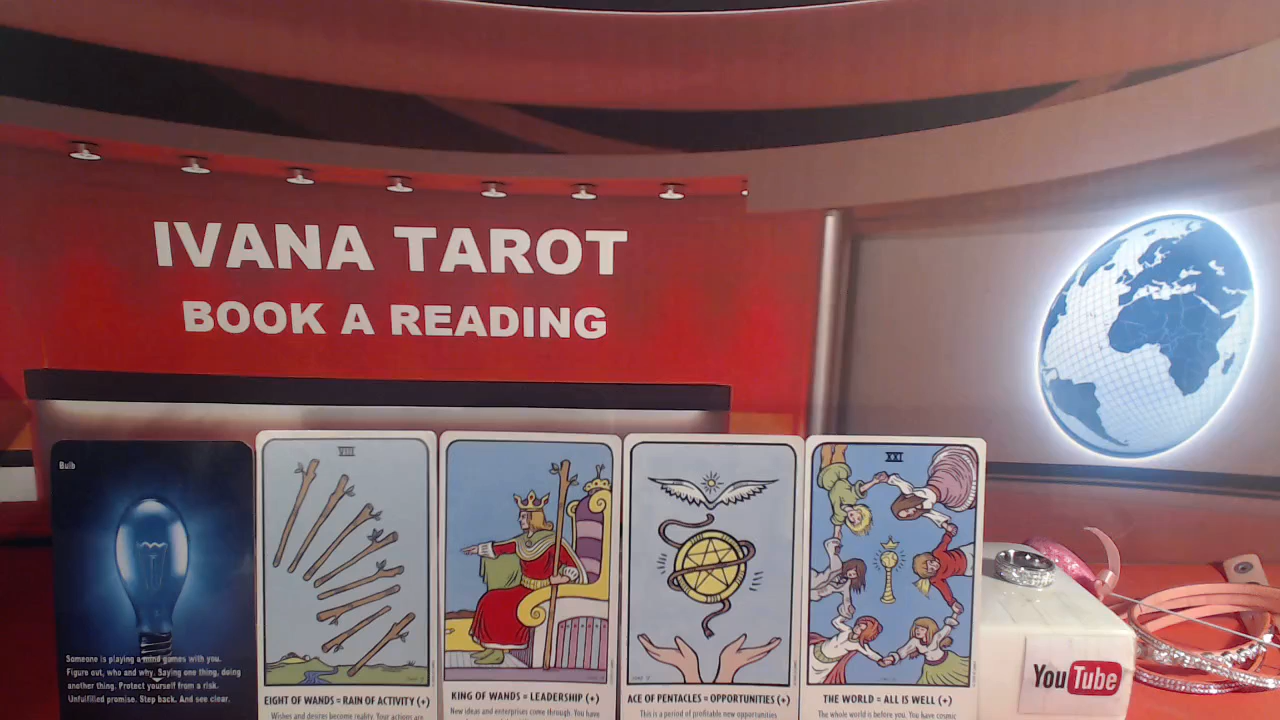 IVANA TAROT
BOOK A READING
Bulb
Someone is playing a mind games with you.
Figure out, who and why. Saying one thing, doing
another thing. Protect yourself from a risk.
Unfulfilled promise. Step back. And see clear.
VIII
EIGHT OF WANDS = RAIN OF ACTIVITY (+)
Wishes and desires become reality. Your actions are
KING OF WANDS = LEADERSHIP (+)
New ideas and enterprises come through. You have
ACE OF PENTACLES = OPPORTUNITIES (+)
This is a period of profitable new opportunities
XXI
THE WORLD = ALL IS WELL (+)
The whole world is before you. You have cosmic
YouTube